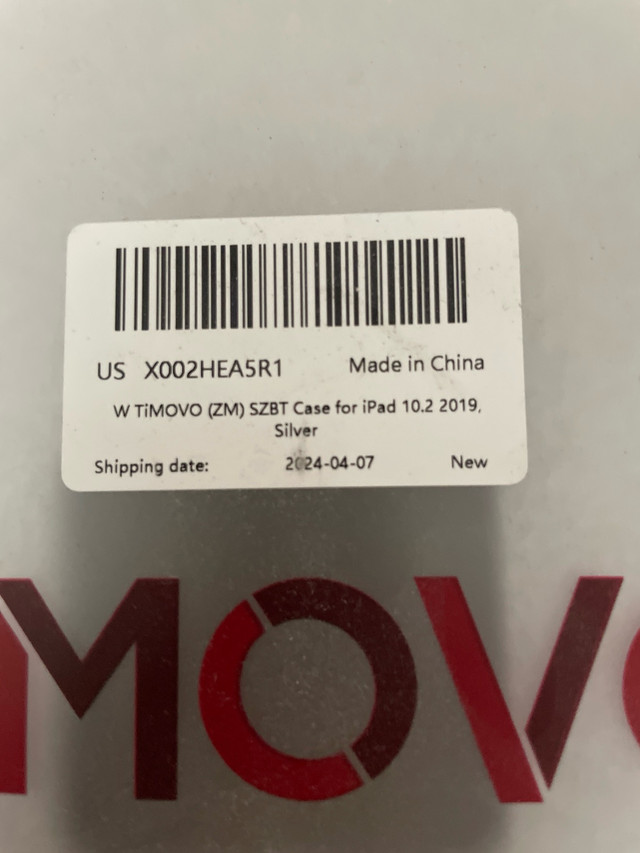 US X002HEA5R1 Made in China
W TiMOVO (ZM) SZBT Case for iPad 10.2 2019,
Silver
Shipping date: 2024-04-07 New
MOVO